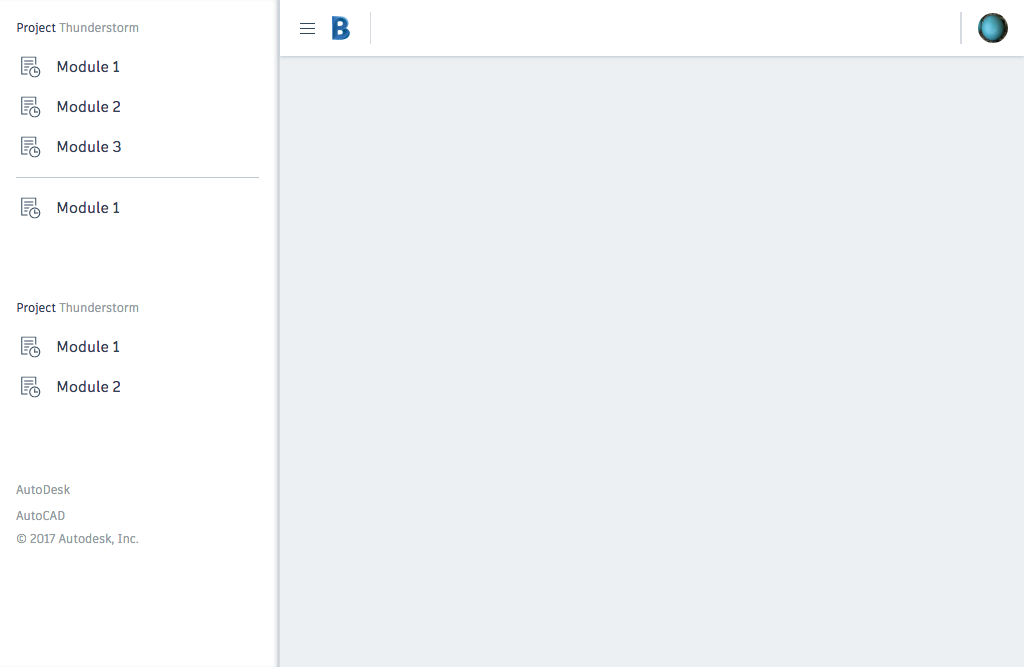 Project Thunderstorm
Module 1
Module 2
Module 3
Module 1
Project Thunderstorm
Module 1
Module 2
AutoDesk
AutoCAD
© 2017 Autodesk, Inc.
B